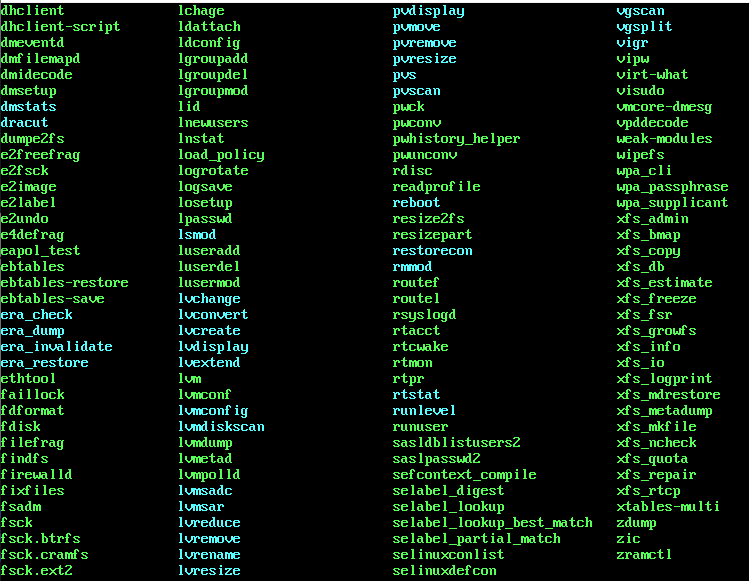 dhclient lchage pvdisplay vgscan
dhclient-script ldattach pvmove vgsplit
dmeventd ldconfig pvremove vigr
dmfilemapd lgroupadd pvresize vipw
dmidecode lgroupdel pvs virt-what
dmsetup lgroupmod pvscan visudo
dmstats lid pwck vmcore-dmesg
dracut lnewusers pwconv vpddecode
dumpe2fs lnstat pwhistory_helper weak-modules
e2freefrag load_policy pwunconv wipefs
e2fsck logrotate rdisc wpa_cli
e2image logsave readprofile wpa_passphrase
e2label losetup reboot wpa_supplicant
e2undo lpasswd resize2fs xfs_admin
e4defrag lsmod resizepart xfs_bmap
eapol_test luseradd restorecon xfs_copy
ebtables luserdel rmmod xfs_db
ebtables-restore lusermod routef xfs_estimate
ebtables-save lvchange routel xfs_freeze
era_check lvconvert rsyslogd xfs_fsr
era_dump lvcreate rtacct xfs_growfs
era_invalidate lvdisplay rtcwake xfs_info
era_restore lvextend rtmon xfs_io
ethtool lvm rtpr xfs_logprint
faillock lvmconf rtstat xfs_mdrestore
fdformat lvmconfig runlevel xfs_metadump
fdisk lvmdiskscan runuser xfs_mkfile
filefrag lvmdump sasldblistusers2 xfs_ncheck
findfs lvmetad saslpasswd2 xfs_quota
firewalld lvmpolld sefcontext_compile xfs_repair
fixfiles lvmsadc selabel_digest xfs_rtcp
fsadm lvmsar selabel_lookup xtables-multi
fsck lvreduce selabel_lookup_best_match zdump
fsck.btrfs lvremove selabel_partial_match zic
fsck.cramfs lvrename selinuxconlist zramctl
fsck.ext2 lvresize selinuxdefcon